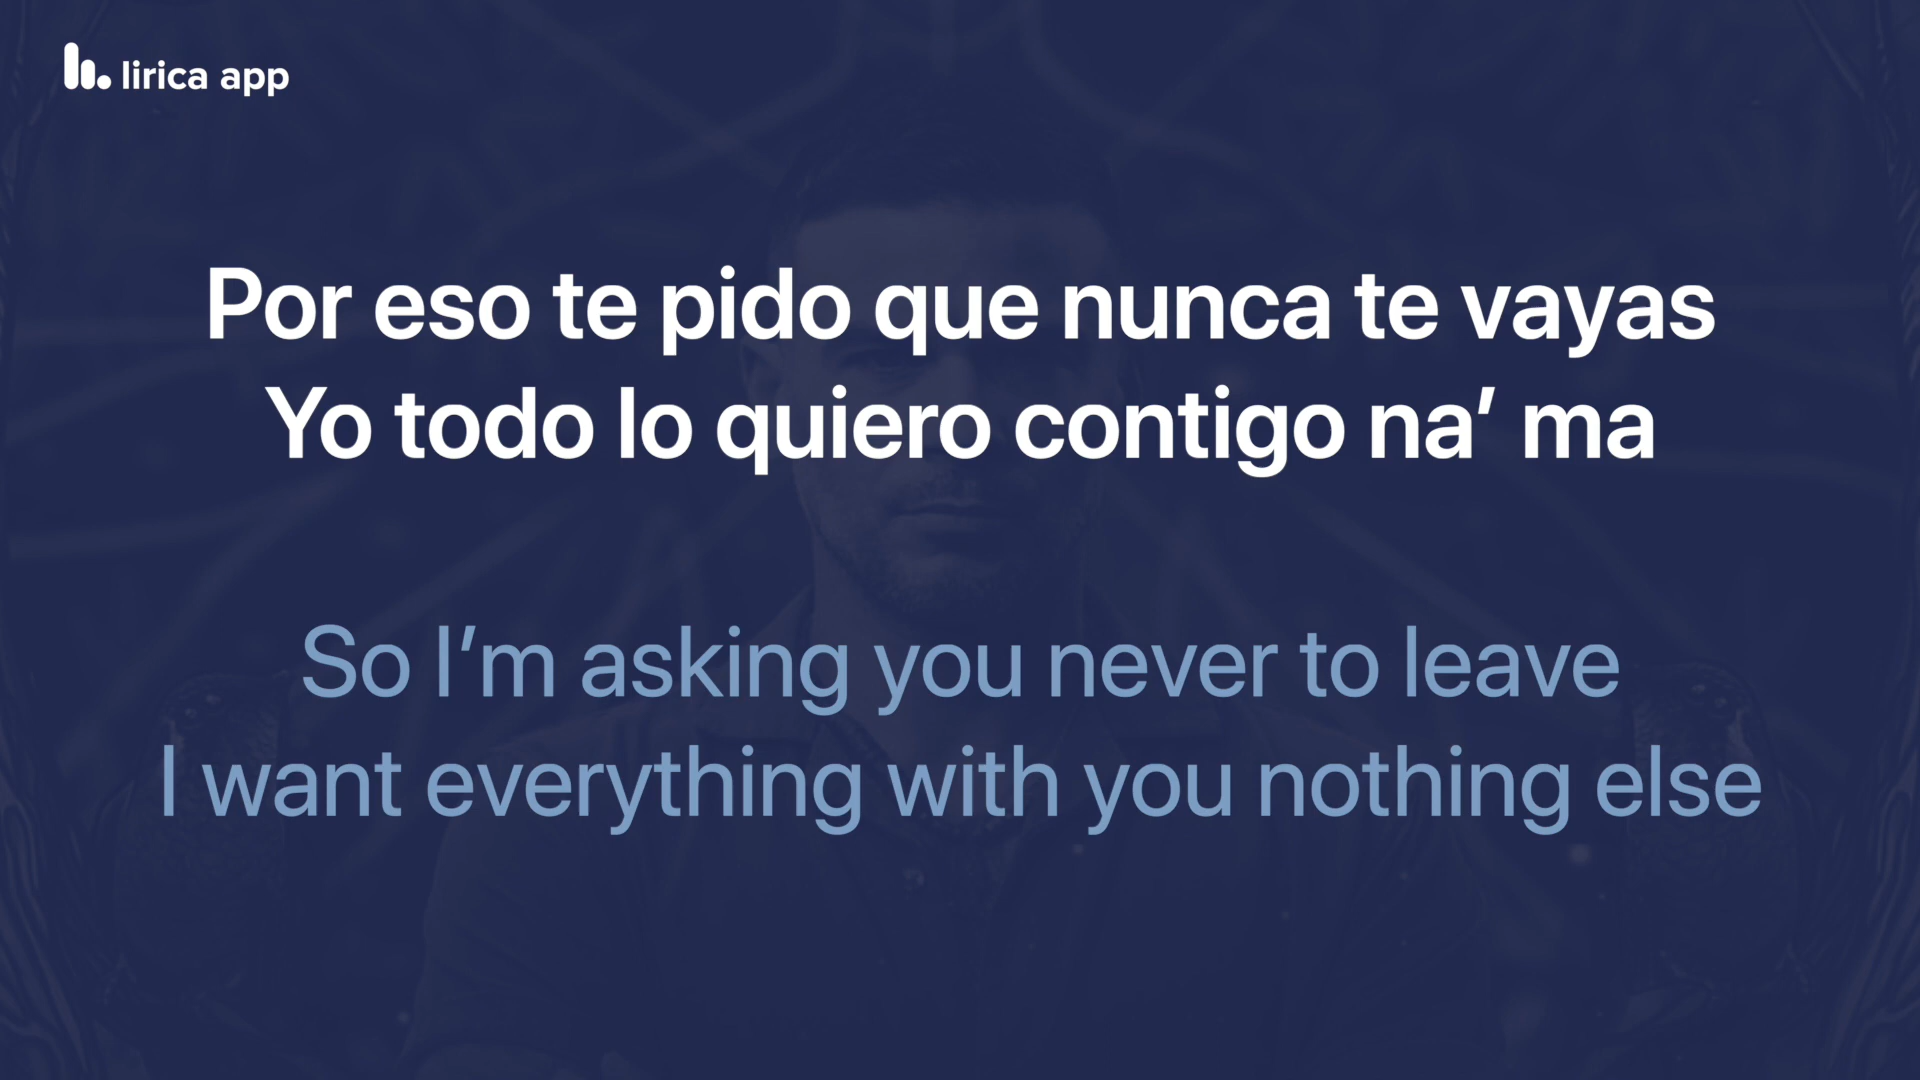 lirica app
Por eso te pido que nunca te vayas
Yo todo lo quiero contigo na’ ma
So I’m asking you never to leave
I want everything with you nothing else